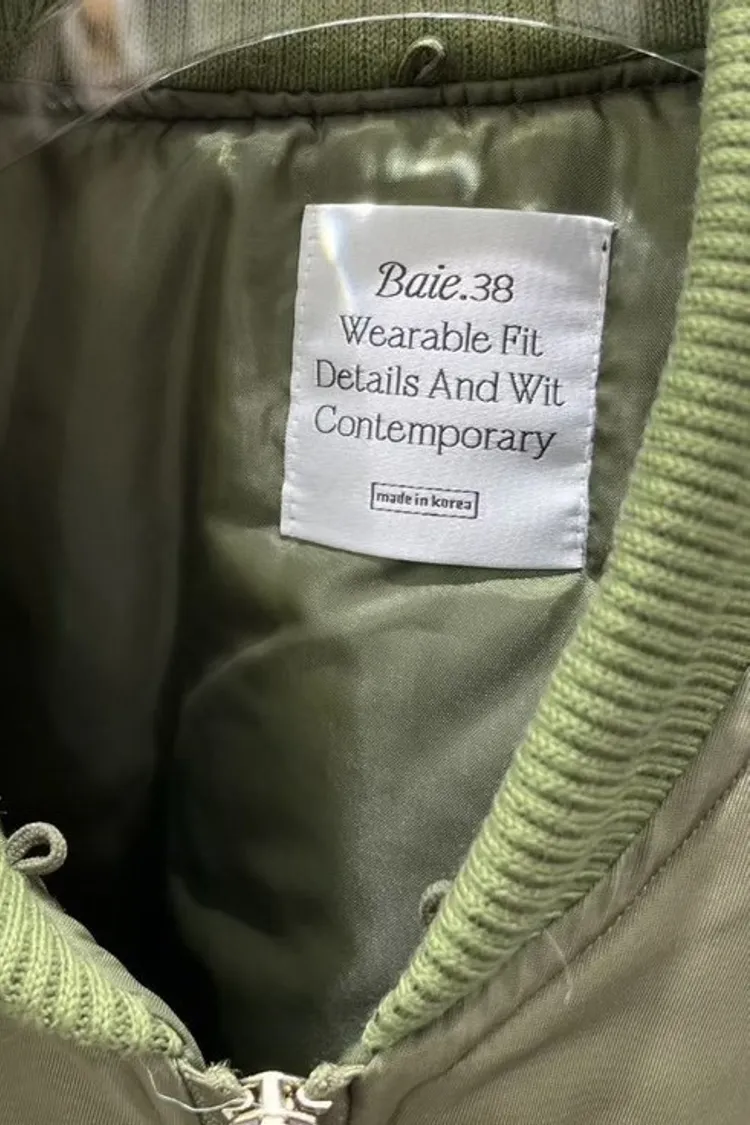 Baie.38
Wearable Fit
Details And Wit
Contemporary
made in korea